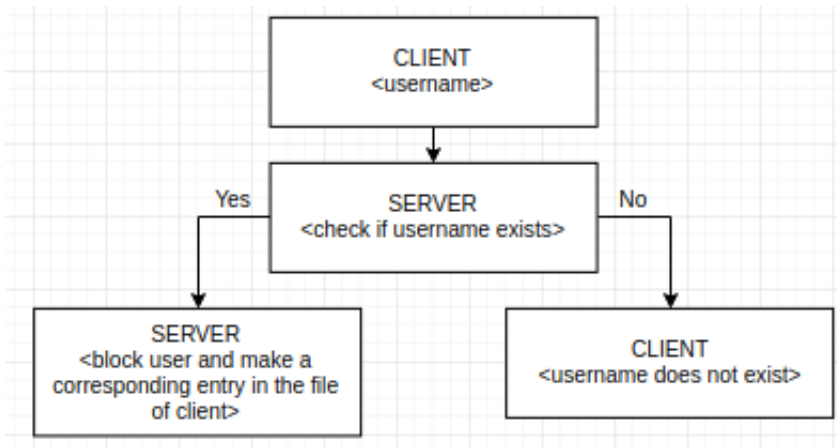 CLIENT
<username>
Yes
SERVER
<check if username exists>
No
SERVER
<block user and make a
corresponding entry in the file
of client>
CLIENT
<username does not exist>